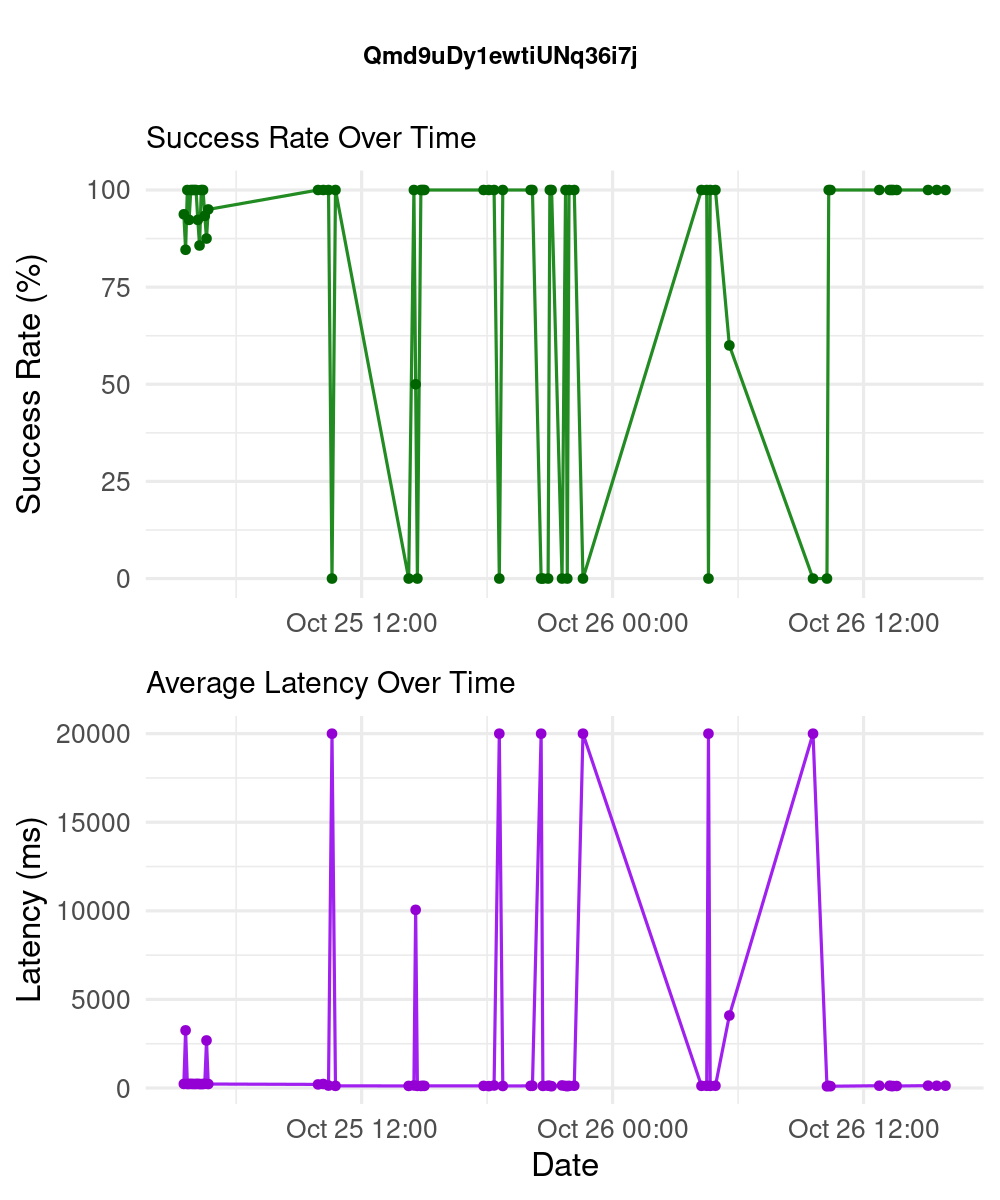 Qmd9uDy1ewtiUNq36i7j
Success Rate Over Time
100
75
50
25
0
Success Rate (%)
Oct 25 12:00 Oct 26 00:00 Oct 26 12:00
Average Latency Over Time
20000
15000
10000
5000
0
Latency (ms)
Oct 25 12:00 Oct 26 00:00 Oct 26 12:00
Date